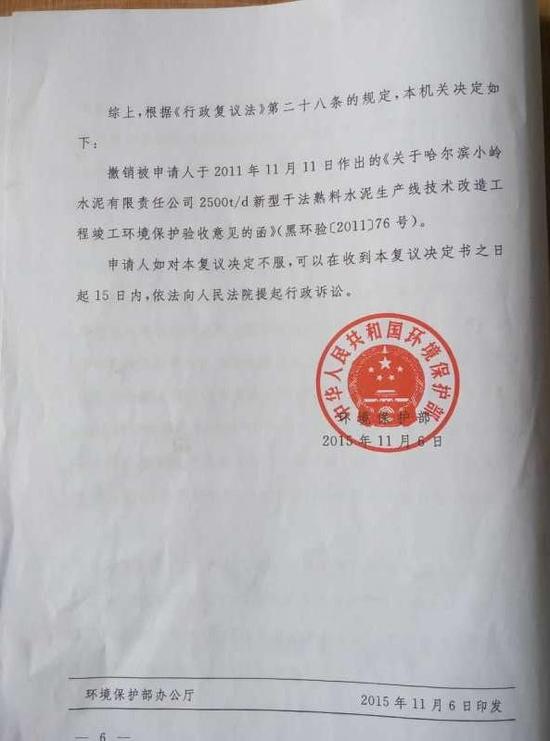 综上，根据《行政复议法》第二十八条的规定，本机关决定如
下：
撤销被申请人于2011年11月11日作出的《关于哈尔滨小岭
水泥有限责任公司2500t/d新型干法熟料水泥生产线技术改造工
程竣工环境保护验收意见的函》(黑环验〔2011〕76号)。
申请人如对本复议决定不服，可以在收到本复议决定书之日
起15日内，依法向人民法院提起行政诉讼。
中华人民共和国环境保护部
环境保护部
2015年11月6日
环境保护部办公厅 2015年11月6日印发
— 6 —